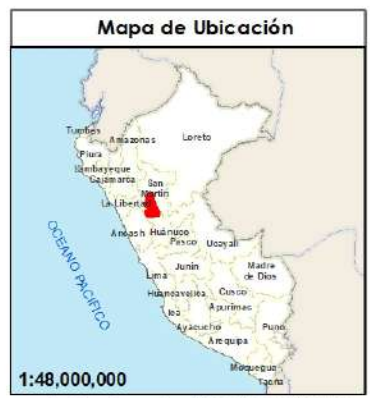 Mapa de Ubicación
Tumbes
Amazonas
Loreto
Piura
Lambayeque
Cajamarca
San
Martin
La Libertad
Ancash
Huánuco
Pasco
Ucayali
Junin
Madre
de Dios
Lima
Cusco
Huancavelica
Apurimac
Ica
Ayacucho
Puno
Arequipa
Moquegua
Tacna
OCEANO PACIFICO
1:48,000,000